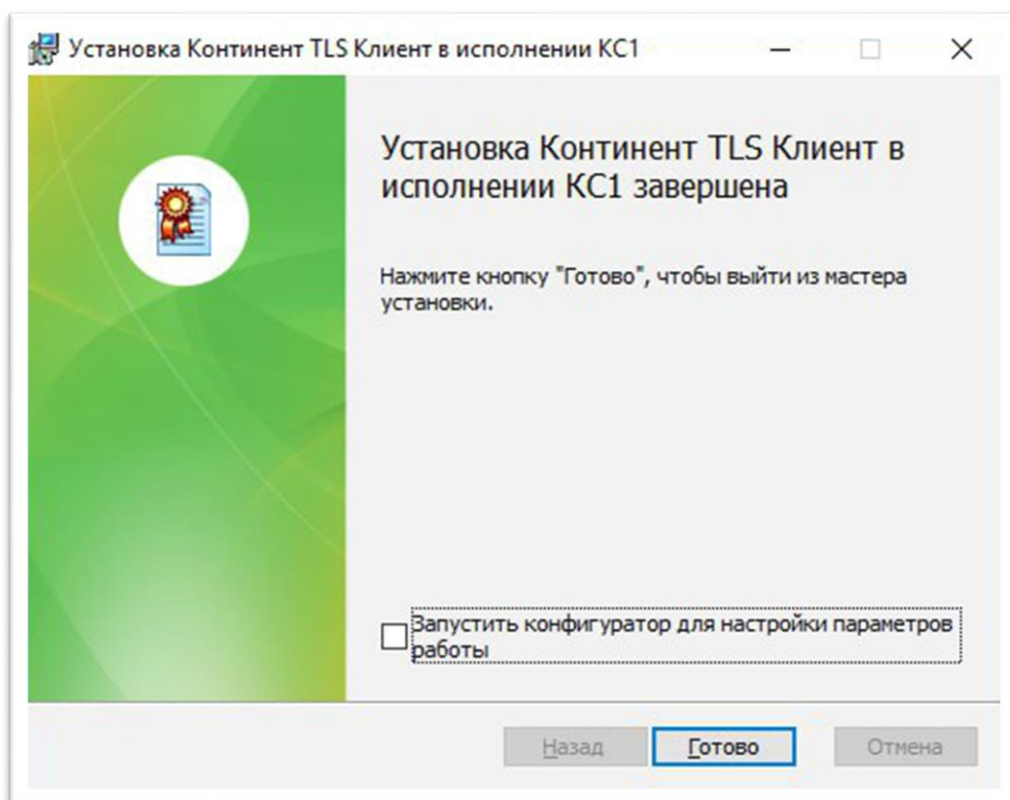 Установка Континент TLS Клиент в исполнении КС1
Установка Континент TLS Клиент в
исполнении КС1 завершена
Нажмите кнопку "Готово", чтобы выйти из мастера
установки.
Запустить конфигуратор для настройки параметров
работы
Назад
Готово
Отмена